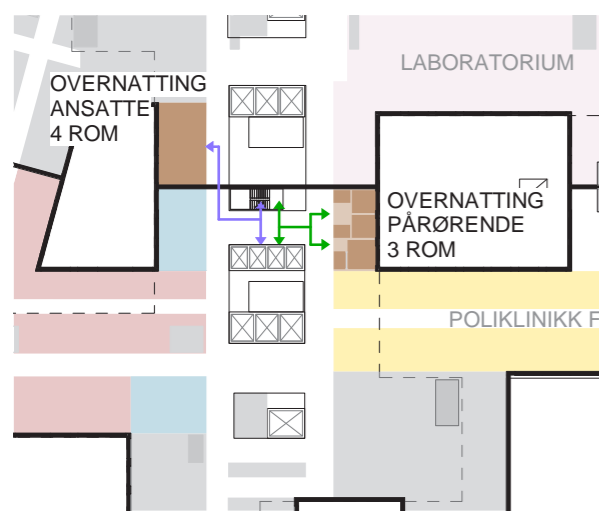 LABORATORIUM
OVERNATTING
ANSATTE
4 ROM
OVERNATTING
PÅRØRENDE
3 ROM
POLIKLINIKK F